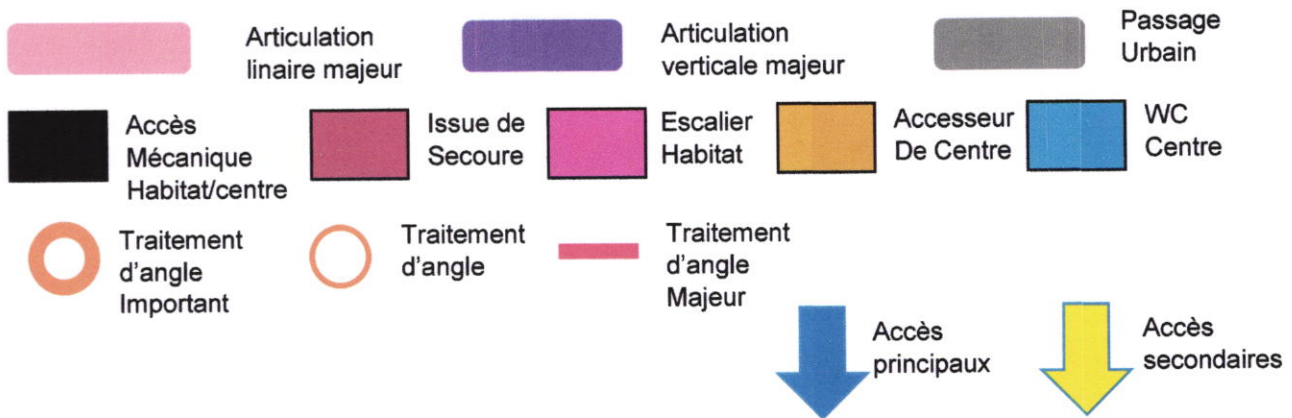 Articulation
linaire majeur
Articulation
verticale majeur
Passage
Urbain
Accès
Mécanique
Habitat/centre
Issue de
Secoure
Escalier
Habitat
Accesseur
De Centre
WC
Centre
Traitement
d'angle
Important
Traitement
d'angle
Traitement
d'angle
Majeur
Accès
principaux
Accès
secondaires